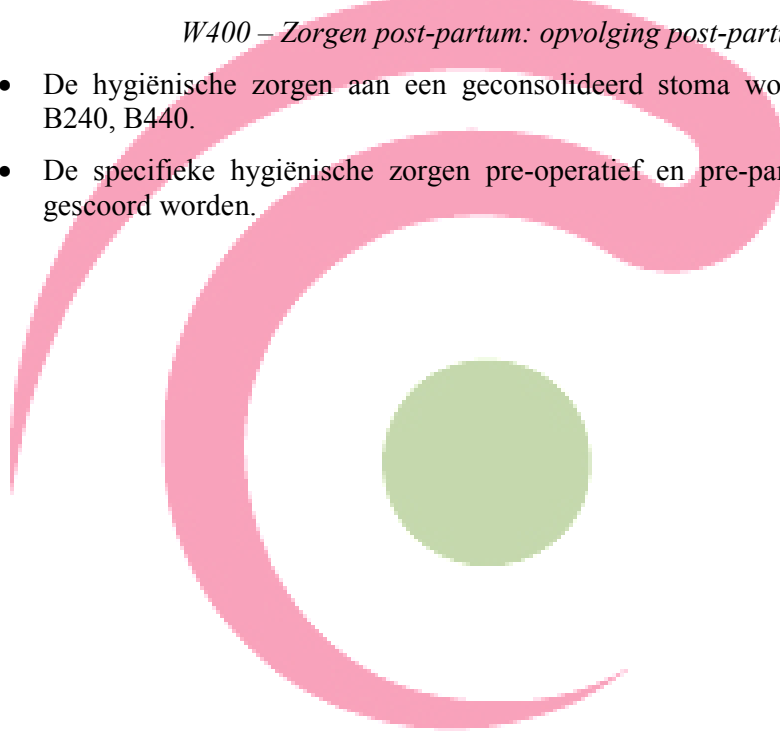 W400 – Zorgen post-partum: opvolging post-part
• De hygiënische zorgen aan een geconsolideerd stoma wo
B240, B440.
• De specifieke hygiënische zorgen pre-operatief en pre-par
gescoord worden.